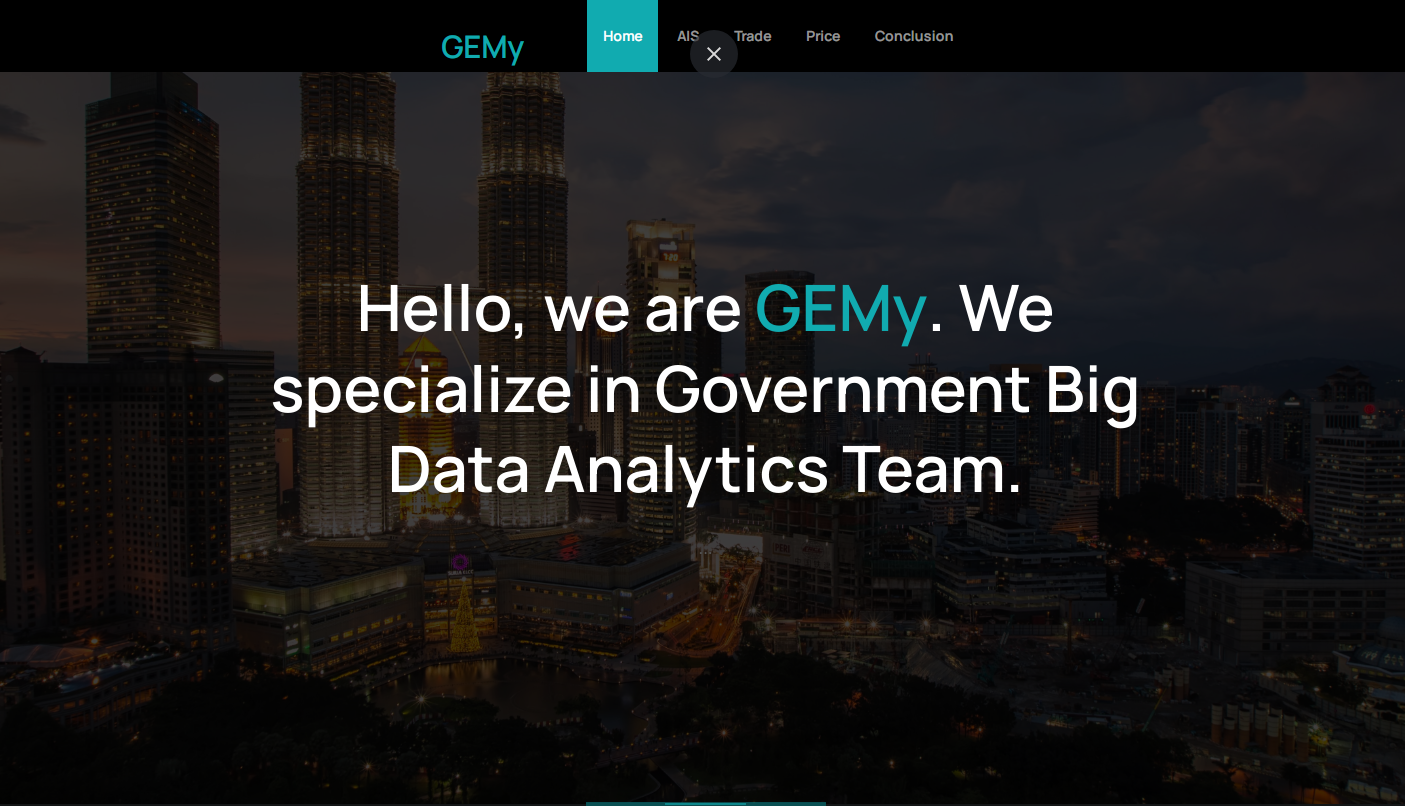 GEMy
Home AIS Trade Price Conclusion
Hello, we are GEMy. We
specialize in Government Big
Data Analytics Team.